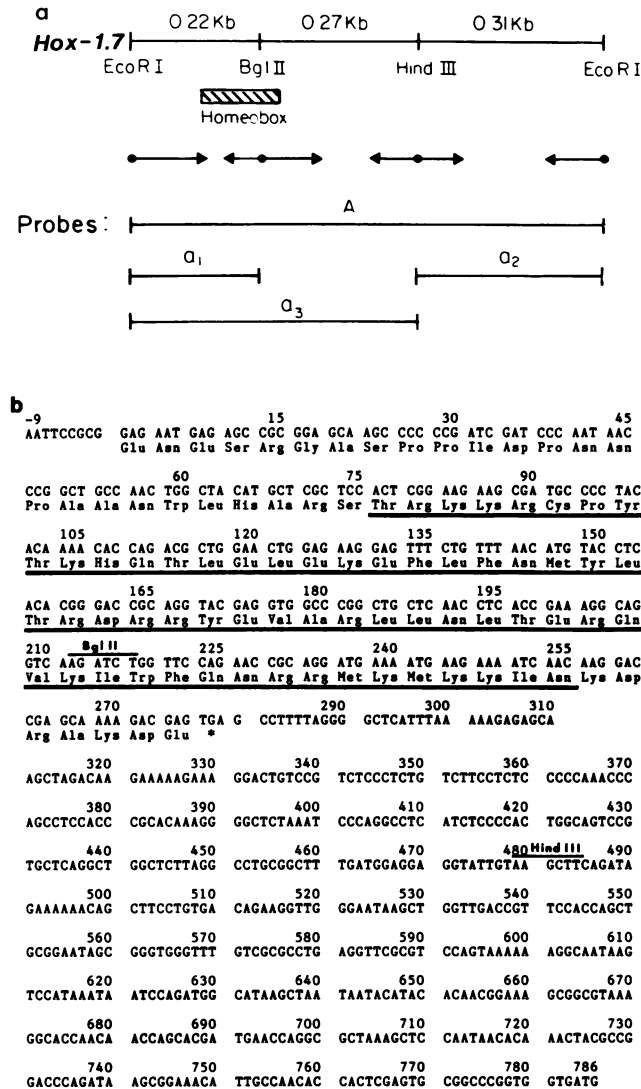 a
O 22Kb O 27Kb O 31Kb
Hox-1.7
EcoRI BglII Hind III EcoRI
Homeobox
Probes:
A
a1 a2
a3
b
-9 15 30 45
AATTCCGCG GAG AAT GAG AGC CGC GGA GCA AGC CCC CCG ATC GAT CCC AAT AAC
Glu Asn Glu Ser Arg Gly Ala Ser Pro Pro Ile Asp Pro Asn Asn
60 75 90
CCG GCT GCC AAC TGG CTA CAT GCT CGC TCC ACT CGG AAG AAG CGA TGC CCC TAC
Pro Ala Ala Asn Trp Leu His Ala Arg Ser Thr Arg Lys Lys Arg Cys Pro Tyr
105 120 135 150
ACA AAA CAC CAG ACG CTG GAA CTG GAG AAG GAG TTT CTG TTT AAC ATG TAC CTC
Thr Lys His Gln Thr Leu Glu Leu Glu Lys Glu Phe Leu Phe Asn Met Tyr Leu
165 180 195
ACA CGG GAC CGC AGG TAC GAG GTG GCC CGG CTG CTC AAC CTC ACC GAA AGG CAG
Thr Arg Asp Arg Arg Tyr Glu Val Ala Arg Leu Leu Asn Leu Thr Glu Arg Gln
210 Bgl II 225 240 255
GTC AAG ATC TGG TTC CAG AAC CGC AGG ATG AAA ATG AAG AAA ATC AAC AAG GAC
Val Lys Ile Trp Phe Gln Asn Arg Arg Met Lys Met Lys Lys Ile Asn Lys Asp
270 290 300 310
CGA GCA AAA GAC GAG TGA G CCTTTTAGGG GCTCATTTAA AAAGAGAGCA
Arg Ala Lys Asp Glu *
320 330 340 350 360 370
AGCTAGACAA GAAAAAGAAA GGACTGTCCG TCTCCCTCTG TCTTCCTCTC CCCCAAACCC
380 390 400 410 420 430
AGCCTCCACC CGCACAAAGG GGCTCTAAAT CCCAGGCCTC ATCTCCCCAC TGGCAGTCCG
440 450 460 470 480 Hind III 490
TGCTCAGGCT GGCTCTTAGG CCTGCGGCTT TGATGGAGGA GGTATTGTAA GCTTCAGATA
500 510 520 530 540 550
GAAAAAACAG CTTCCTGTGA CAGAAGGTTG GGAATAAGCT GGTTGACCGT TCCACCAGCT
560 570 580 590 600 610
GCGGAATAGC GGGTGGGTTT GTCGCGCCTG AGGTTCGCGT CCAGTAAAAA AGGCAATAAG
620 630 640 650 660 670
TCCATAAATA ATCCAGATGG CATAAGCTAA TAATACATAC ACAACGGAAA GCGGCGTAAA
680 690 700 710 720 730
GGCACCAACA ACCAGCACGA TGAACCAGGC GCTAAAGCTC CAATAACACA AACTACGCCG
740 750 760 770 780 786
GACCCAGATA AGCGGAAACA TTGCCAACAC CACTCGAGTG CGGCCCGGTG GTGATG